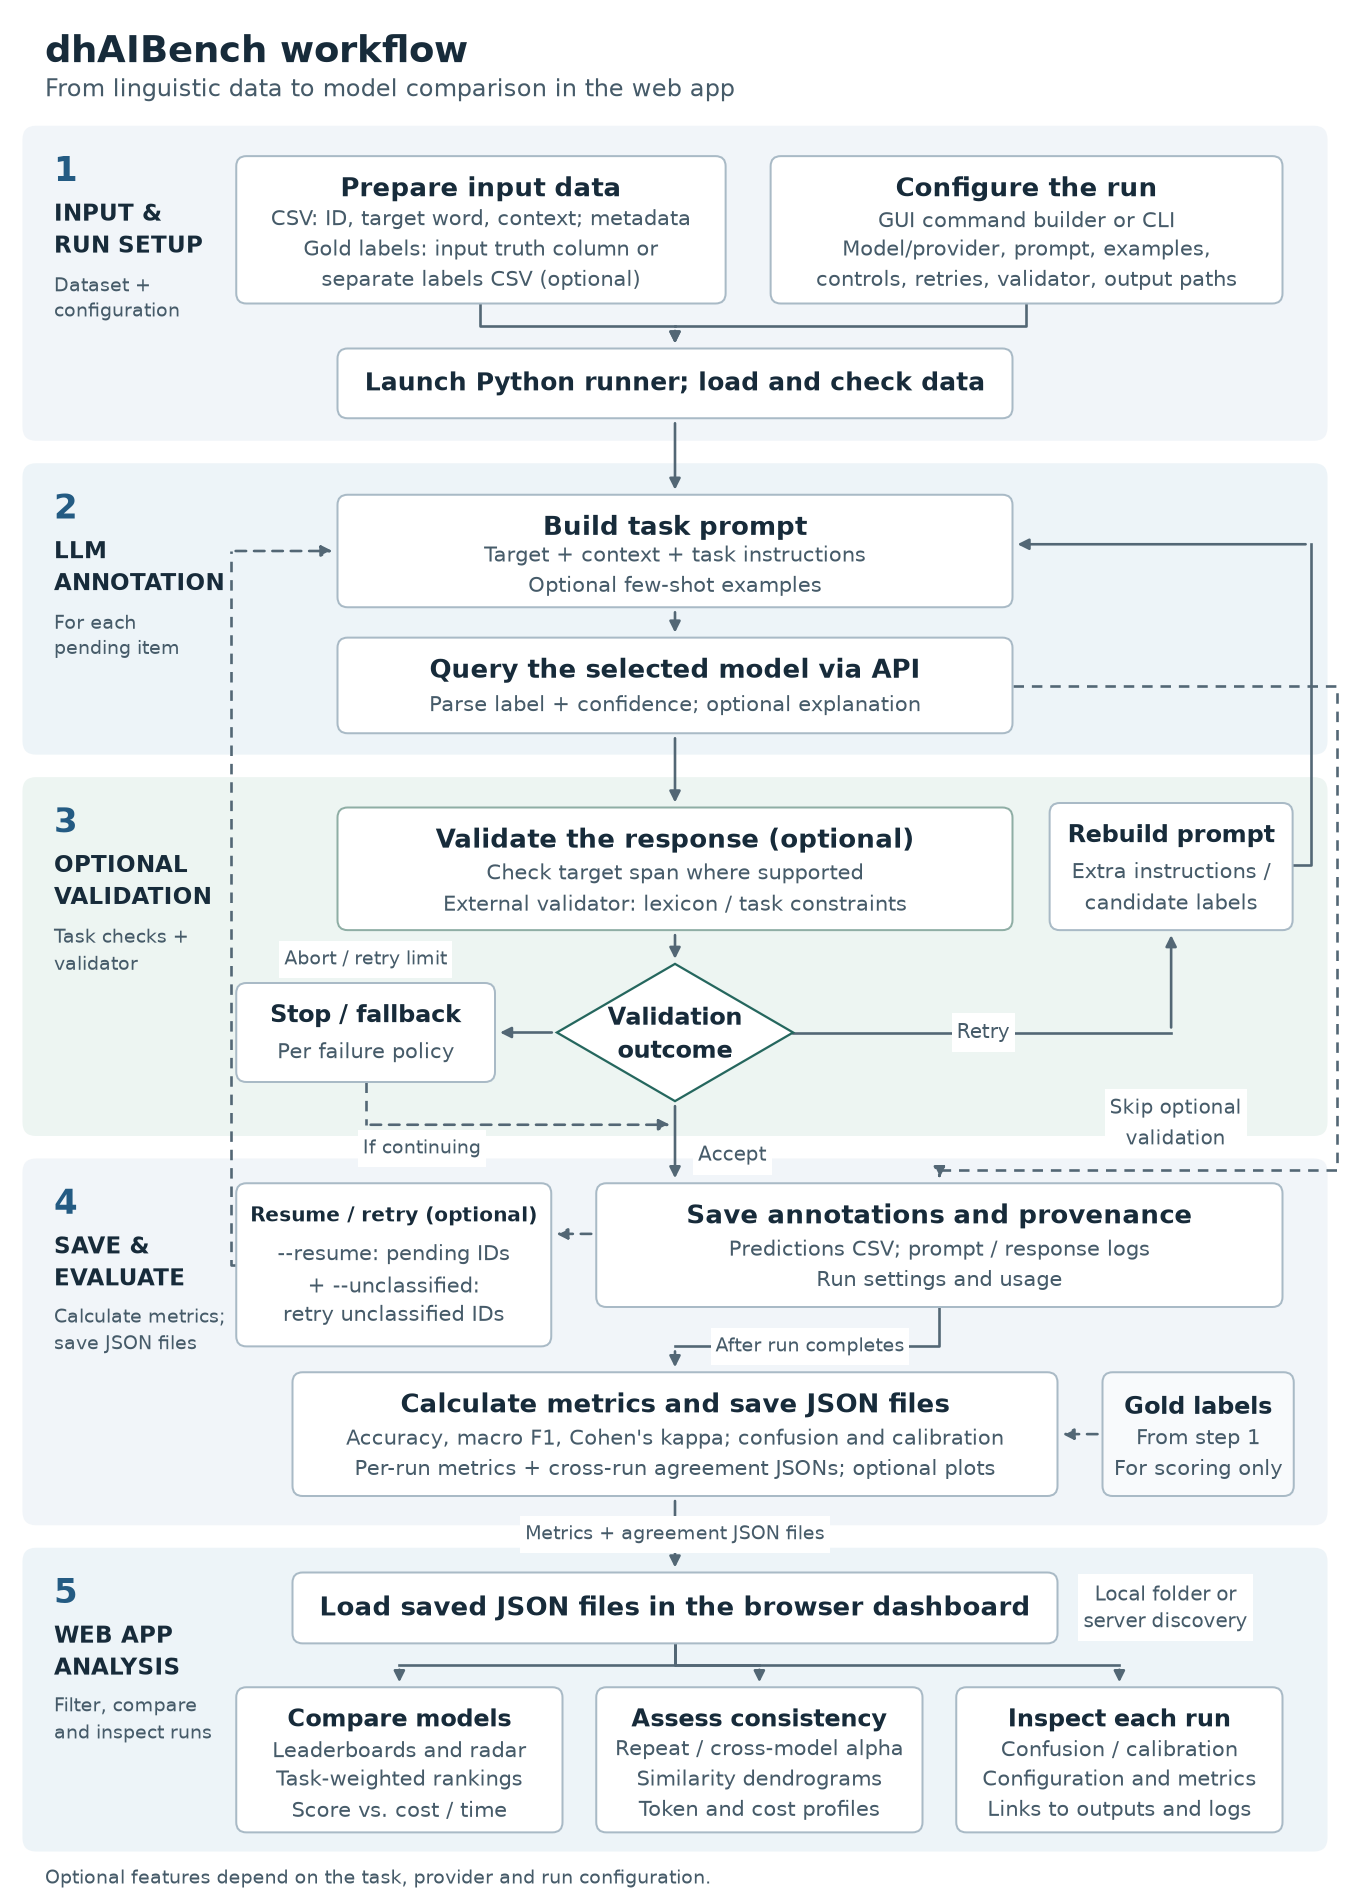 dhAIBench workflow
From linguistic data to model comparison in the web app
1
INPUT &
RUN SETUP
Dataset +
configuration
Prepare input data
CSV: ID, target word, context; metadata
Gold labels: input truth column or
separate labels CSV (optional)
Configure the run
GUI command builder or CLI
Model/provider, prompt, examples,
controls, retries, validator, output paths
Launch Python runner; load and check data
2
LLM
ANNOTATION
For each
pending item
Build task prompt
Target + context + task instructions
Optional few-shot examples
Query the selected model via API
Parse label + confidence; optional explanation
3
OPTIONAL
VALIDATION
Task checks +
validator
Validate the response (optional)
Check target span where supported
External validator: lexicon / task constraints
Rebuild prompt
Extra instructions /
candidate labels
Abort / retry limit
Stop / fallback
Per failure policy
Validation
outcome
Retry
If continuing
Accept
Skip optional
validation
4
SAVE &
EVALUATE
Calculate metrics;
save JSON files
Resume / retry (optional)
--resume: pending IDs
+ --unclassified:
retry unclassified IDs
Save annotations and provenance
Predictions CSV; prompt / response logs
Run settings and usage
After run completes
Calculate metrics and save JSON files
Accuracy, macro F1, Cohen's kappa; confusion and calibration
Per-run metrics + cross-run agreement JSONs; optional plots
Gold labels
From step 1
For scoring only
Metrics + agreement JSON files
5
WEB APP
ANALYSIS
Filter, compare
and inspect runs
Load saved JSON files in the browser dashboard
Local folder or
server discovery
Compare models
Leaderboards and radar
Task-weighted rankings
Score vs. cost / time
Assess consistency
Repeat / cross-model alpha
Similarity dendrograms
Token and cost profiles
Inspect each run
Confusion / calibration
Configuration and metrics
Links to outputs and logs
Optional features depend on the task, provider and run configuration.